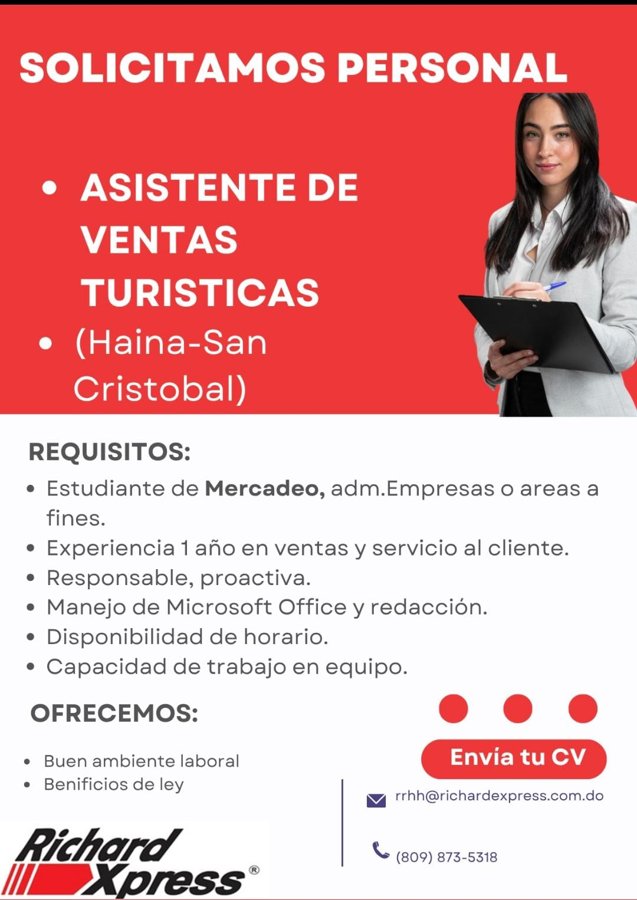 SOLICITAMOS PERSONAL
• ASISTENTE DE
VENTAS
TURISTICAS
• (Haina-San
Cristobal)
REQUISITOS:
• Estudiante de Mercadeo, adm.Empresas o areas a
fines.
• Experiencia 1 año en ventas y servicio al cliente.
• Responsable, proactiva.
• Manejo de Microsoft Office y redacción.
• Disponibilidad de horario.
• Capacidad de trabajo en equipo.
OFRECEMOS:
• Buen ambiente laboral
• Benificios de ley
Envía tu CV
rrhh@richardexpress.com.do
(809) 873-5318
Richard
Xpress®